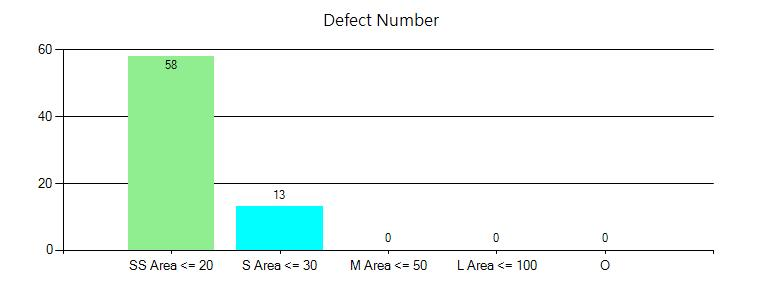 Defect Number
60
40
20
0
58
13
0
0
0
SS Area <= 20
S Area <= 30
M Area <= 50
L Area <= 100
O